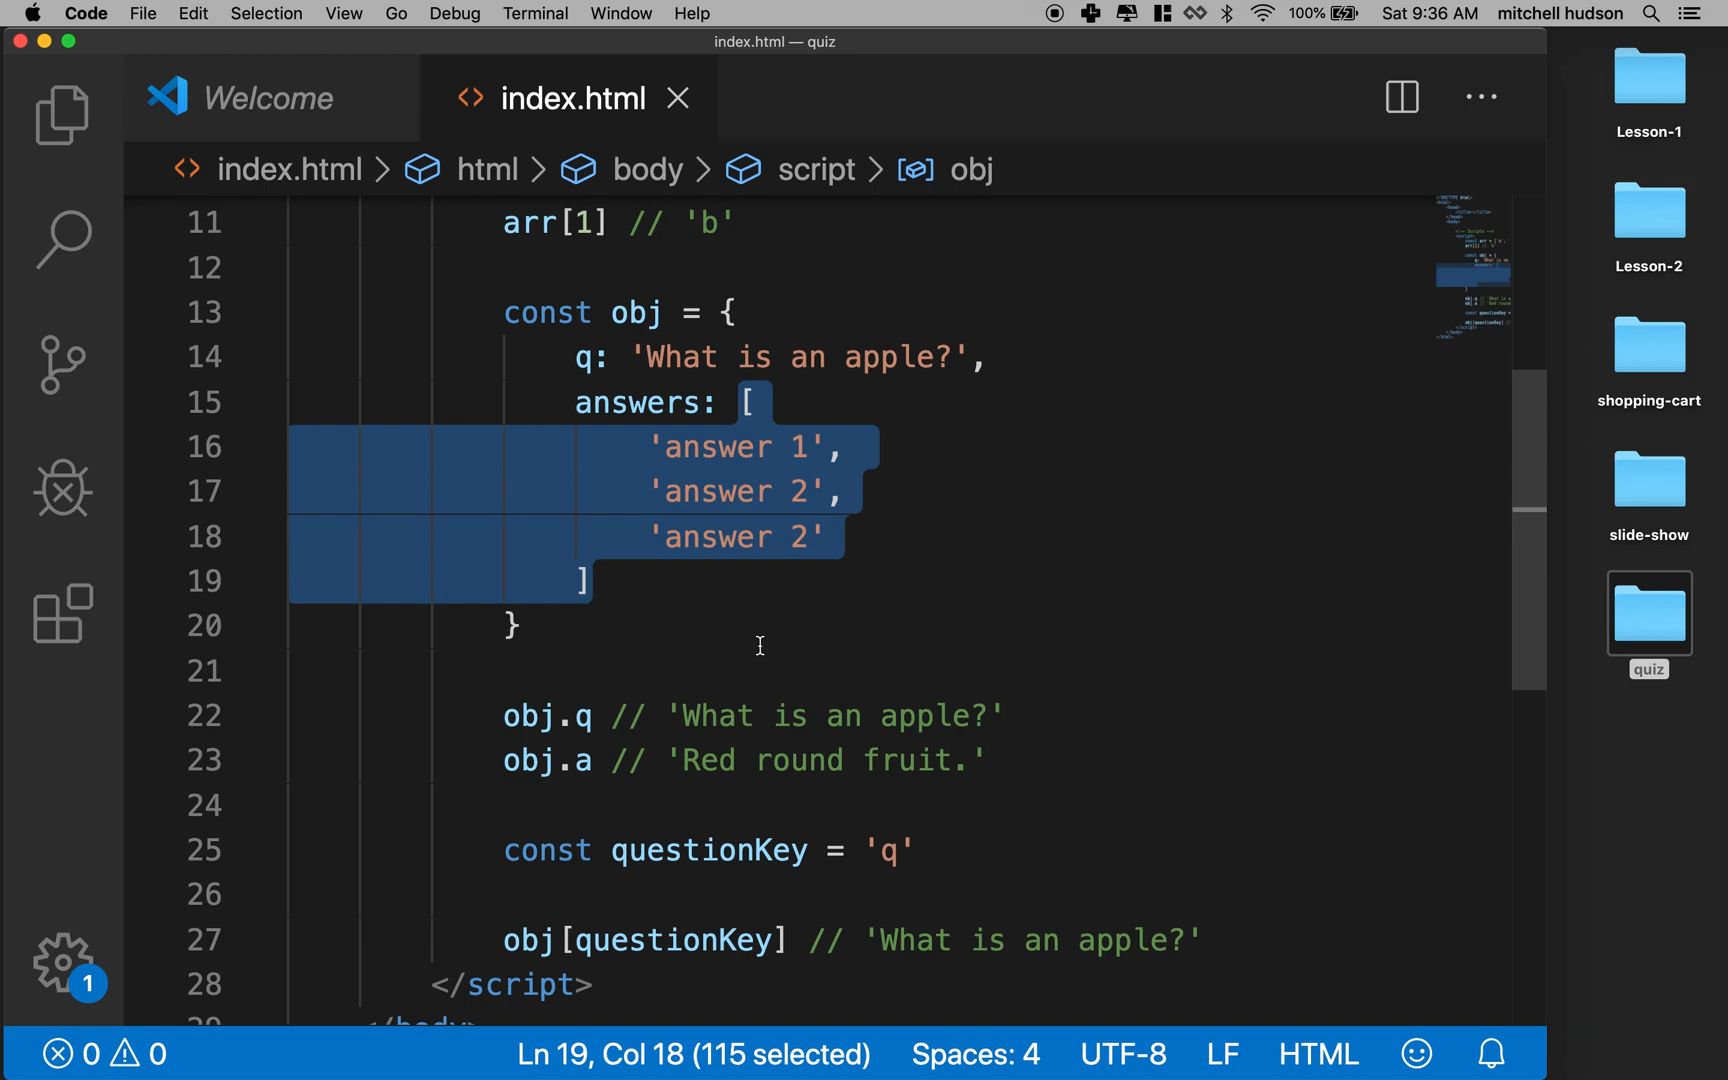 Code File Edit Selection View Go Debug Terminal Window Help 100% Sat 9:36 AM mitchell hudson
index.html — quiz
Welcome index.html
index.html > html > body > script > obj
11 arr[1] // 'b'
12
13 const obj = {
14 q: 'What is an apple?',
15 answers: [
16 'answer 1',
17 'answer 2',
18 'answer 2'
19 ]
20 }
21
22 obj.q // 'What is an apple?'
23 obj.a // 'Red round fruit.'
24
25 const questionKey = 'q'
26
27 obj[questionKey] // 'What is an apple?'
28 </script>
29 </body>
1
0 0 Ln 19, Col 18 (115 selected) Spaces: 4 UTF-8 LF HTML
Lesson-1
Lesson-2
shopping-cart
slide-show
quiz